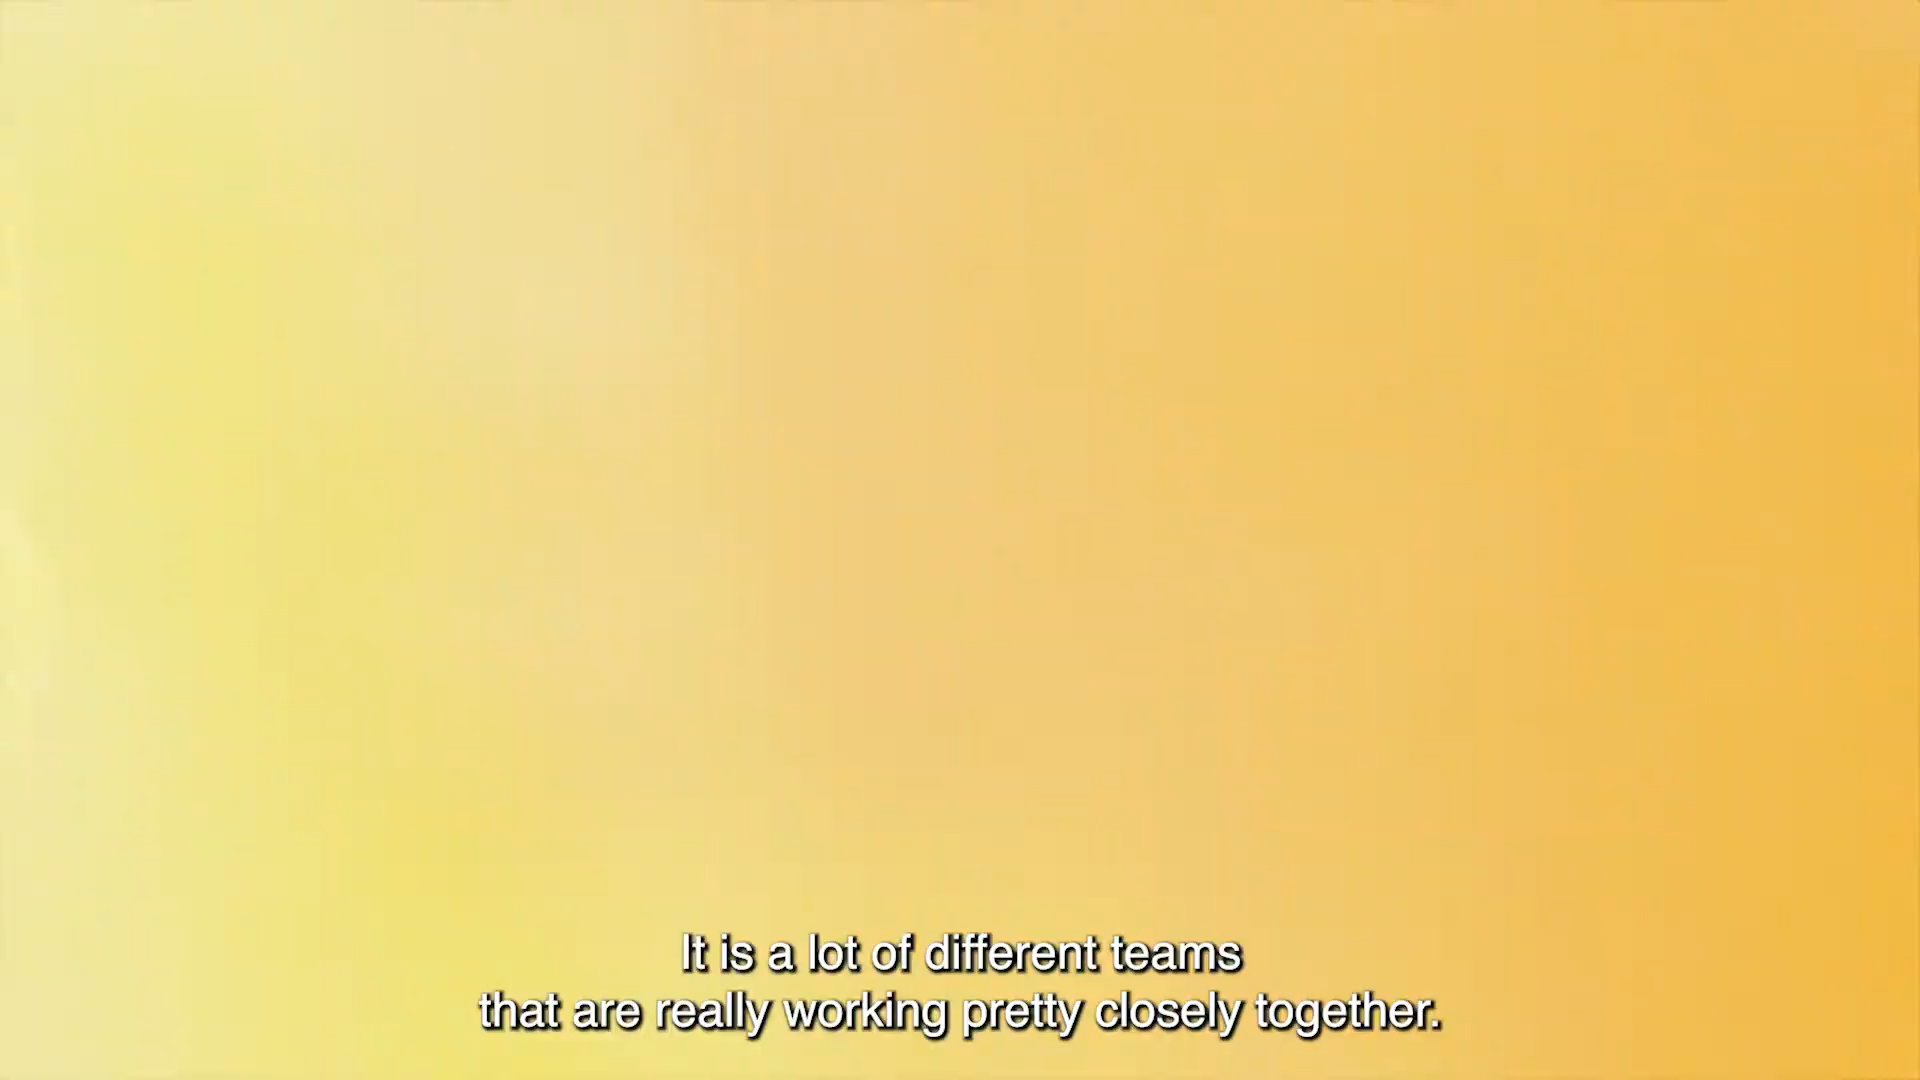 It is a lot of different teams
that are really working pretty closely together.